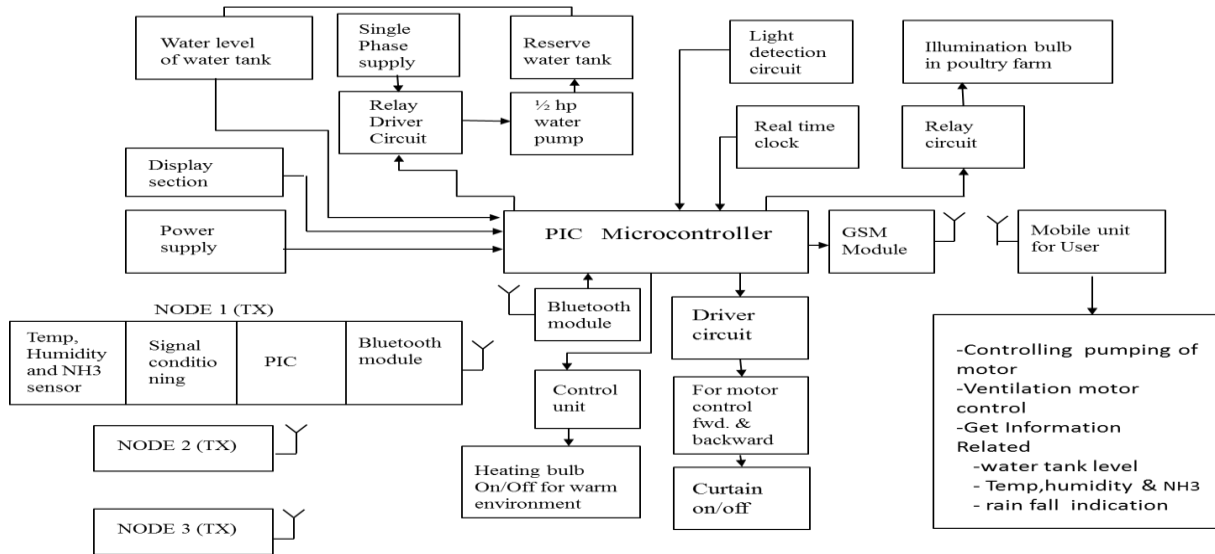 Water level
of water tank
Single
Phase
supply
Reserve
water tank
Light
detection
circuit
Illumination bulb
in poultry farm
Relay
Driver
Circuit
½ hp
water
pump
Real time
clock
Relay
circuit
Display
section
Power
supply
PIC Microcontroller
GSM
Module
Mobile unit
for User
NODE 1 (TX)
Temp,
Humidity
and NH3
sensor
Signal
conditio
ning
PIC
Bluetooth
module
Bluetooth
module
Driver
circuit
Control
unit
For motor
control
fwd. &
backward
NODE 2 (TX)
Heating bulb
On/Off for warm
environment
Curtain
on/off
NODE 3 (TX)
-Controlling pumping of
motor
-Ventilation motor
control
-Get Information
Related
-water tank level
- Temp,humidity & NH3
- rain fall indication